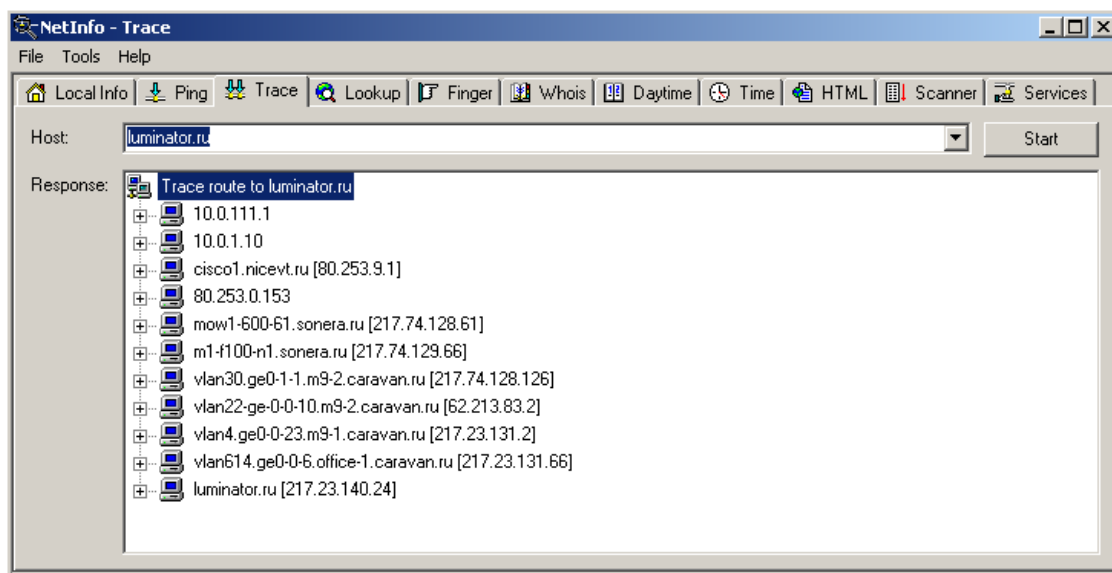 NetInfo - Trace
File Tools Help
Local Info Ping Trace Lookup Finger Whois Daytime Time HTML Scanner Services
Host: luminator.ru Start
Response: Trace route to luminator.ru
10.0.111.1
10.0.1.10
cisco1.nicevt.ru [80.253.9.1]
80.253.0.153
mow1-600-61.sonera.ru [217.74.128.61]
m1-f100-n1.sonera.ru [217.74.129.66]
vlan30.ge0-1-1.m9-2.caravan.ru [217.74.128.126]
vlan22-ge-0-0-10.m9-2.caravan.ru [62.213.83.2]
vlan4.ge0-0-23.m9-1.caravan.ru [217.23.131.2]
vlan614.ge0-0-6.office-1.caravan.ru [217.23.131.66]
luminator.ru [217.23.140.24]